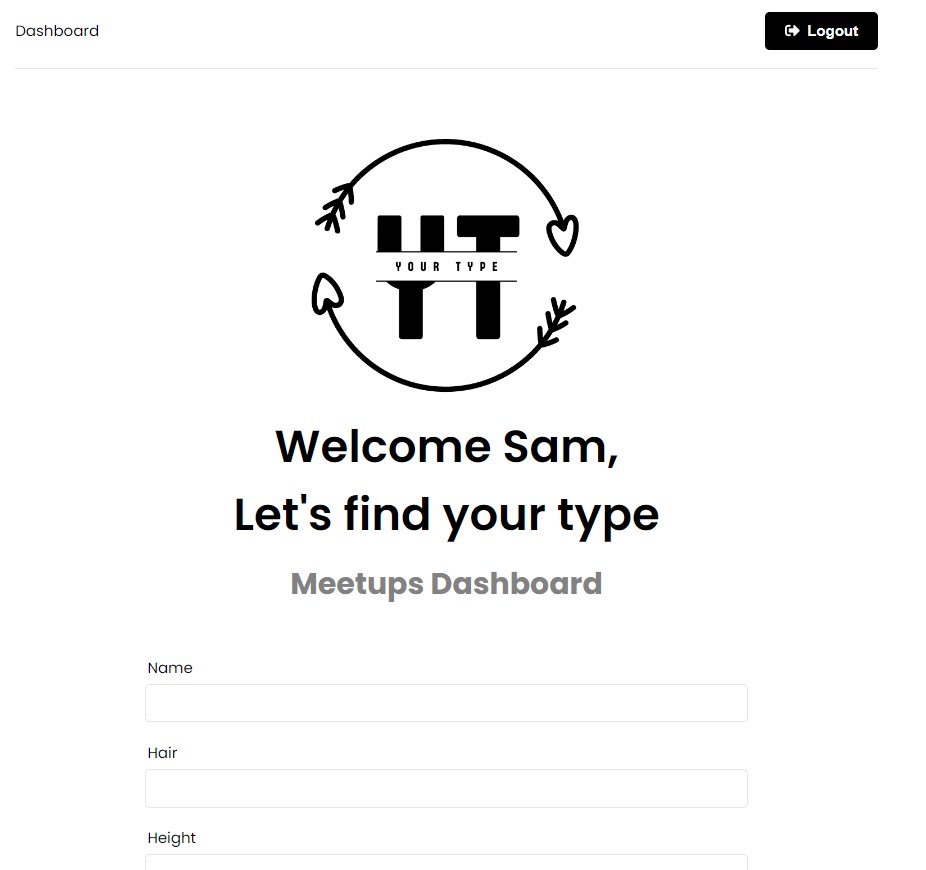 Dashboard
Logout
YT
YOUR TYPE
Welcome Sam,
Let's find your type
Meetups Dashboard
Name
Hair
Height